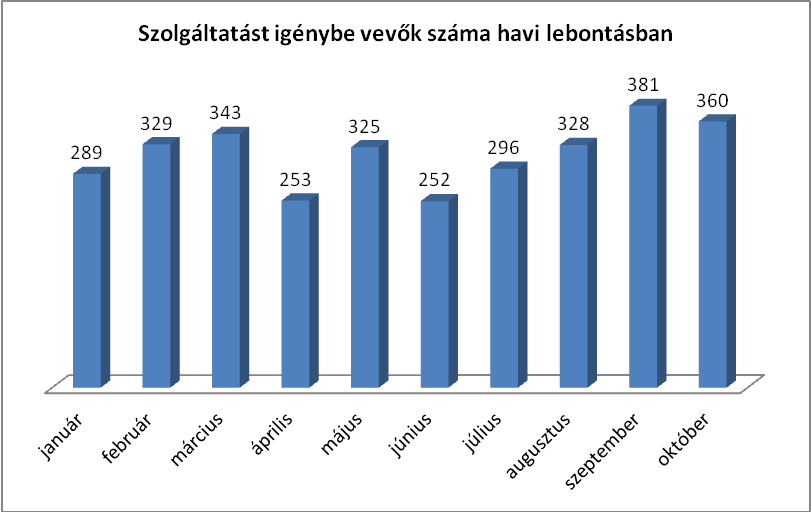 Szolgáltatást igénybe vevők száma havi lebontásban
289
329
343
253
325
252
296
328
381
360
január
február
március
április
május
június
július
augusztus
szeptember
október